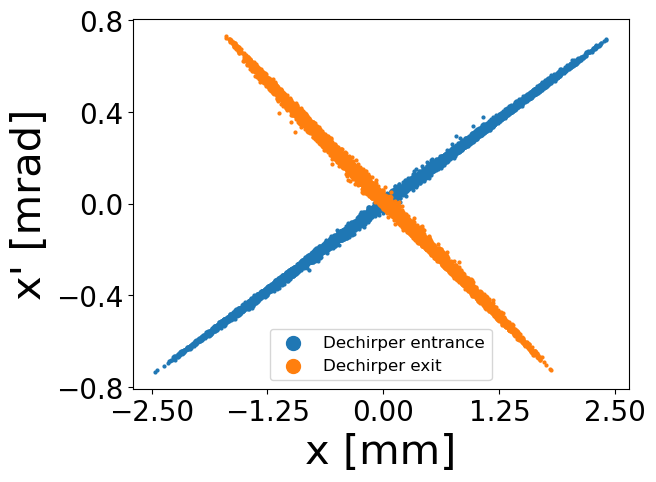 0.8
0.4
0.0
−0.4
−0.8
x' [mrad]
Dechirper entrance
Dechirper exit
−2.50 −1.25 0.00 1.25 2.50
x [mm]